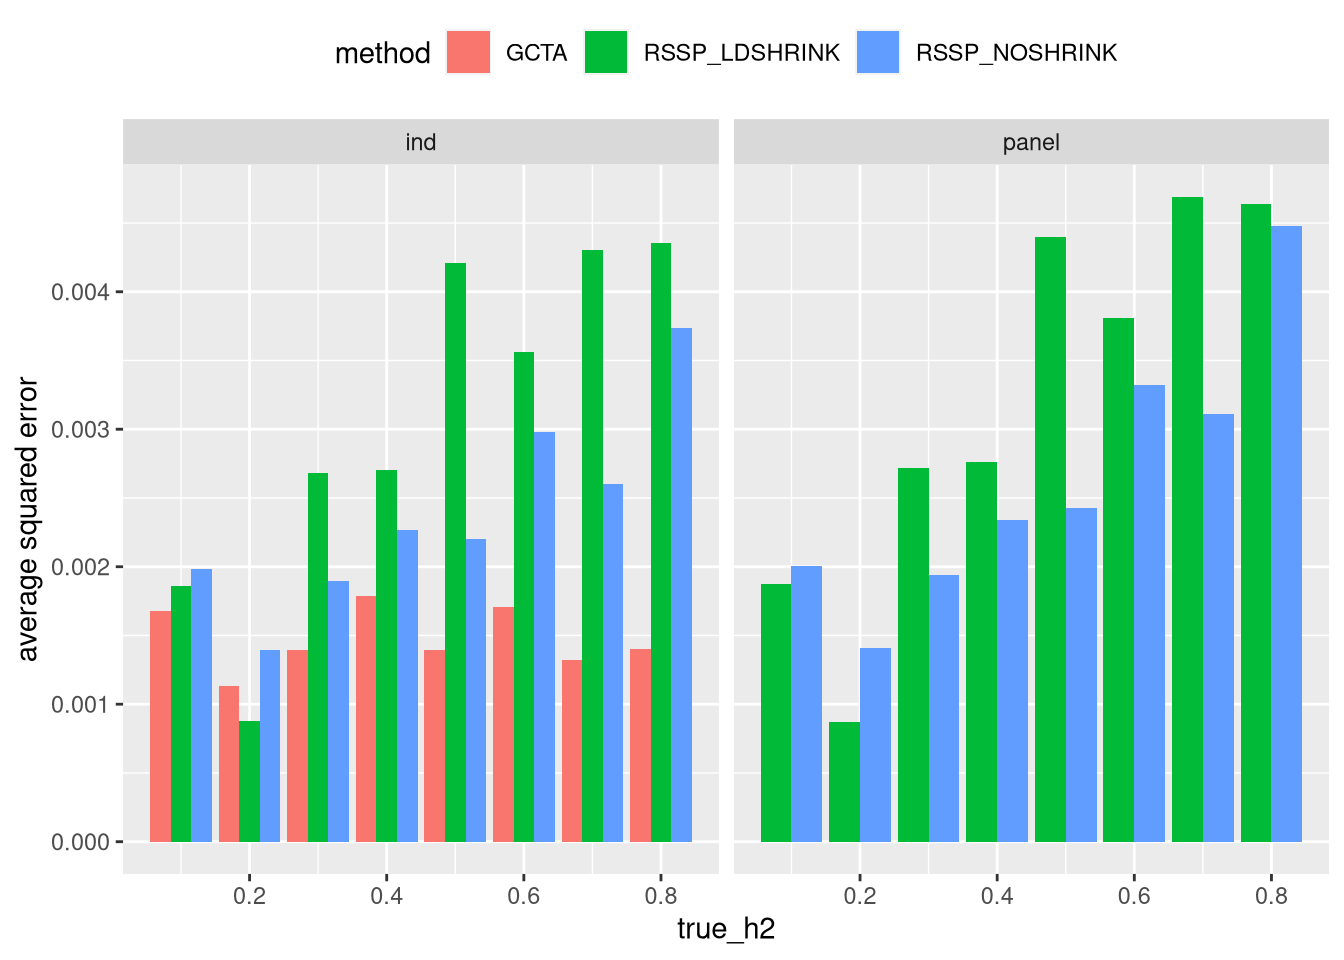 method GCTA RSSP_LDSHRINK RSSP_NOSHRINK
ind panel
average squared error
0.004
0.003
0.002
0.001
0.000
0.2 0.4 0.6 0.8 0.2 0.4 0.6 0.8
true_h2